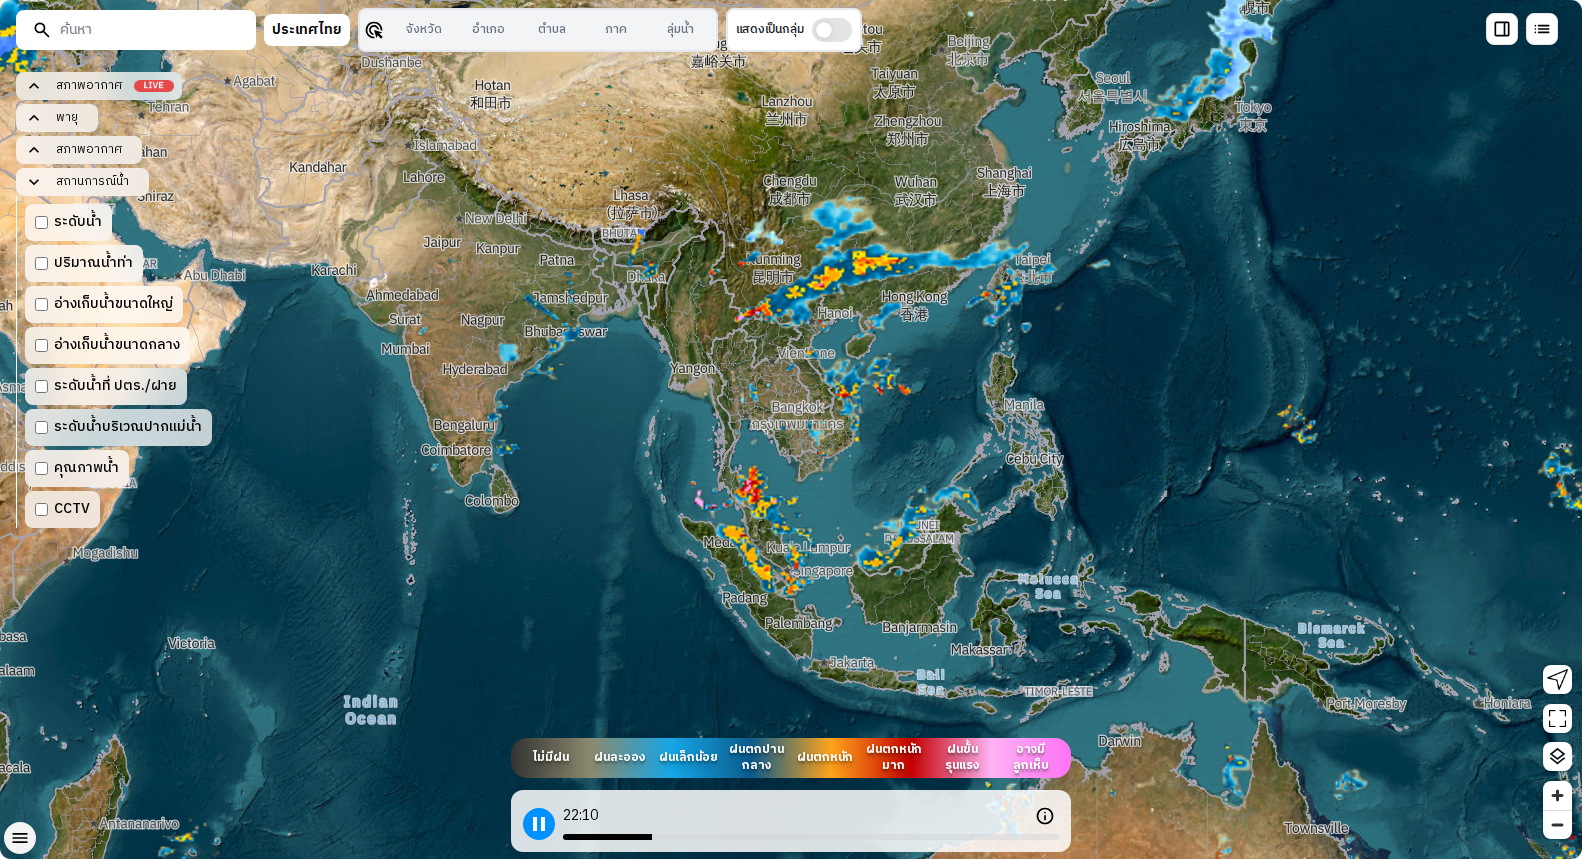 ค้นหา
ประเทศไทย
จังหวัด
อำเภอ
ตำบล
ภาค
ลุ่มน้ำ
แสดงเป็นกลุ่ม
สภาพอากาศ LIVE
พายุ
สภาพอากาศ
สถานการณ์น้ำ
ระดับน้ำ
ปริมาณน้ำท่า
อ่างเก็บน้ำขนาดใหญ่
อ่างเก็บน้ำขนาดกลาง
ระดับน้ำที่ ปตร./ฝาย
ระดับน้ำบริเวณปากแม่น้ำ
คุณภาพน้ำ
CCTV
Agabat
Dushanbe
Tehran
Hotan
和田市
嘉峪关市
Beijing
北京市
Taiyuan
太原市
Lanzhou
兰州市
Zhengzhou
郑州市
Seoul
서울특별시
Tokyo
東京
Hiroshima
広島市
Islamabad
Kandahar
Lahore
Shiraz
Lhasa
(拉萨市)
Chengdu
成都市
Wuhan
武汉市
Shanghai
上海市
New Delhi
Jaipur
Kanpur
Patna
Dhaka
Abu Dhabi
Karachi
Ahmedabad
Jamshedpur
昆明市
Taipei
Hong Kong
香港
Hanoi
Surat
Nagpur
Mumbai
Hyderabad
Yangon
Bangkok
กรุงเทพมหานคร
Manila
Bengaluru
Coimbatore
Colombo
Cebu City
Kuala Lumpur
Singapore
Mogadishu
Padang
Palembang
Banjarmasin
Makassar
Jakarta
Molucca
Sea
Bismarck
Sea
Bali
Sea
TIMOR-LESTE
Port Moresby
Honiara
Victoria
Indian
Ocean
Darwin
Townsville
Antananarivo
ไม่มีฝน
ฝนละออง
ฝนเล็กน้อย
ฝนตกปาน
กลาง
ฝนตกหนัก
ฝนตกหนัก
มาก
ฝนขั้น
รุนแรง
อาจมี
ลูกเห็บ
22:10